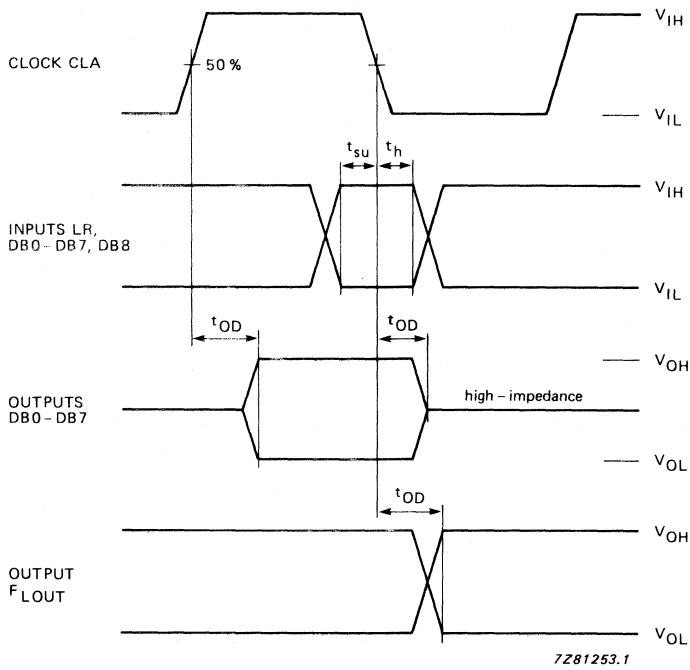 V_IH
CLOCK CLA
50 %
V_IL
t_su
t_h
V_IH
INPUTS LR,
DB0 – DB7, DB8
V_IL
t_OD
t_OD
V_OH
OUTPUTS
DB0 – DB7
high – impedance
V_OL
t_OD
V_OH
OUTPUT
F_LOUT
V_OL
7Z81253.1